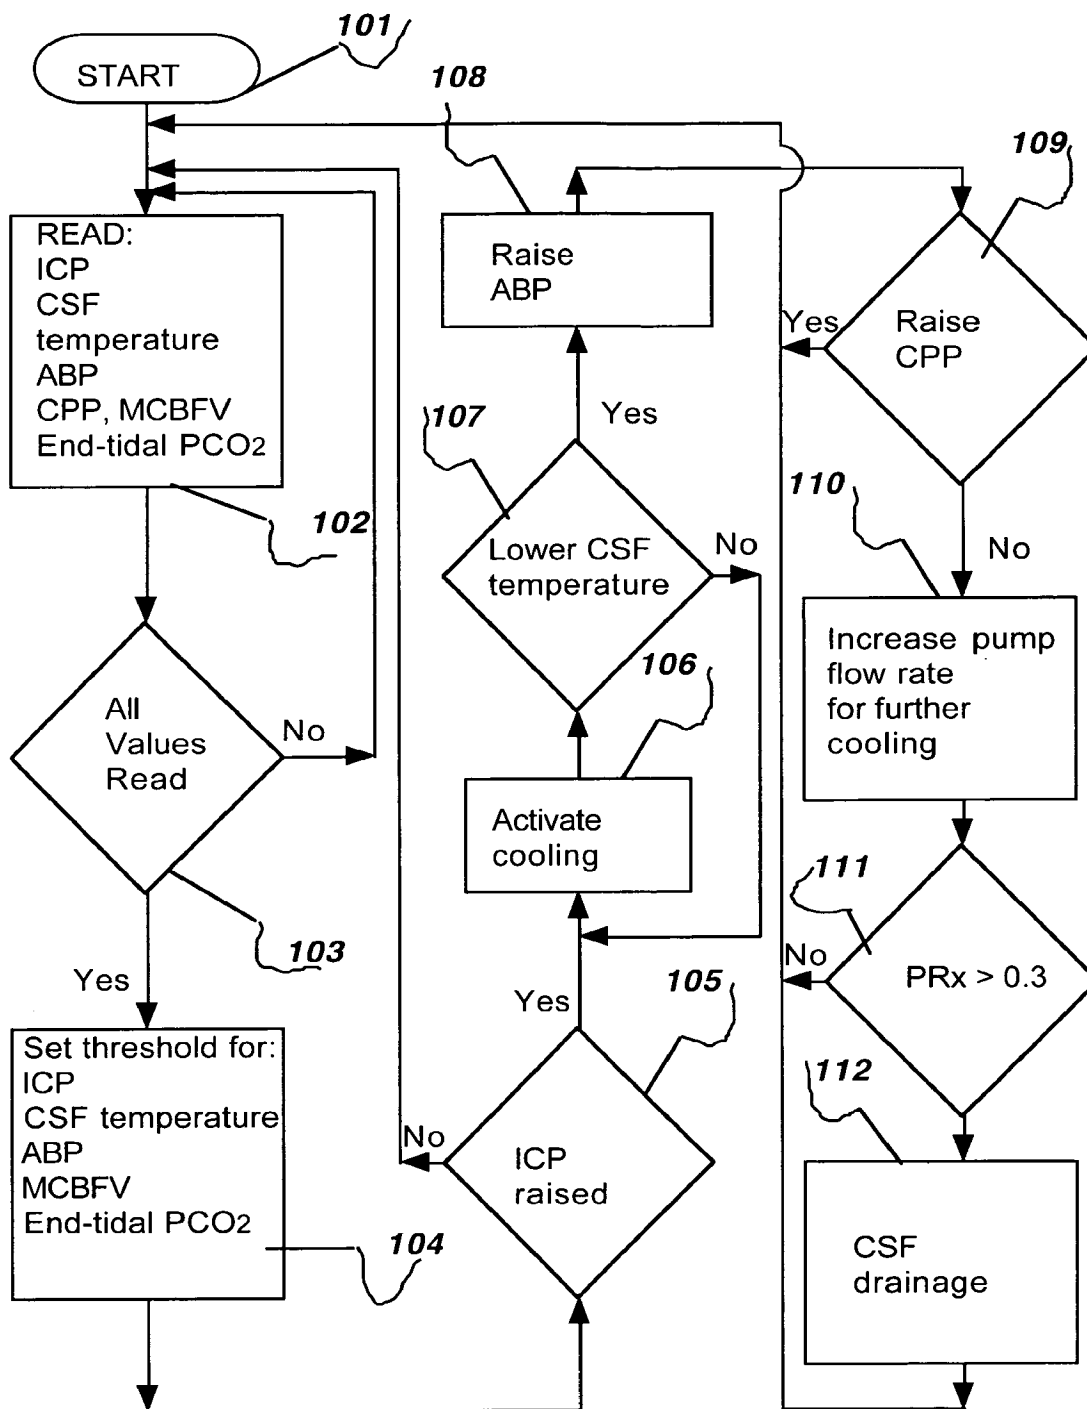 101
START
108
109
READ:
ICP
CSF
temperature
ABP
CPP, MCBFV
End-tidal PCO2
102
Raise
ABP
Yes
Raise
CPP
107
Yes
110
No
Lower CSF
temperature
No
All
Values
Read
No
106
Increase pump
flow rate
for further
cooling
Activate
cooling
111
103
Yes
105
Yes
No
PRx > 0.3
Set threshold for:
ICP
CSF temperature
ABP
MCBFV
End-tidal PCO2
104
112
No
ICP
raised
CSF
drainage